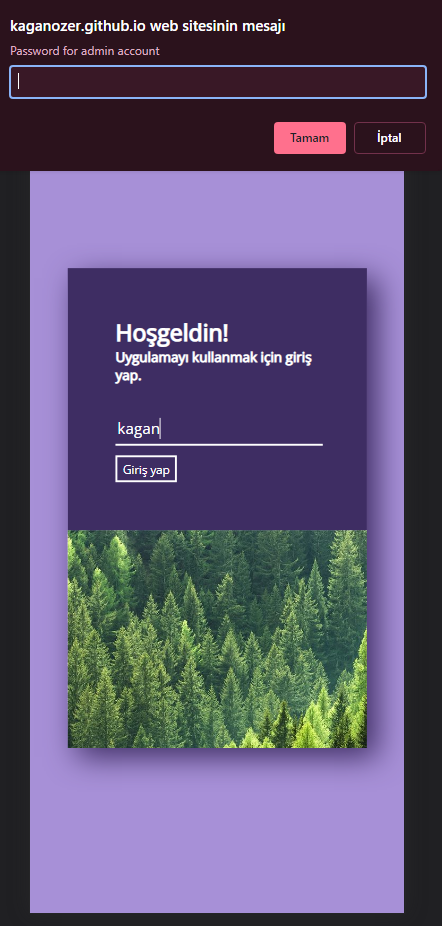 kaganozer.github.io web sitesinin mesajı
Password for admin account
Tamam
İptal
Hoşgeldin!
Uygulamayı kullanmak için giriş
yap.
kagan
Giriş yap